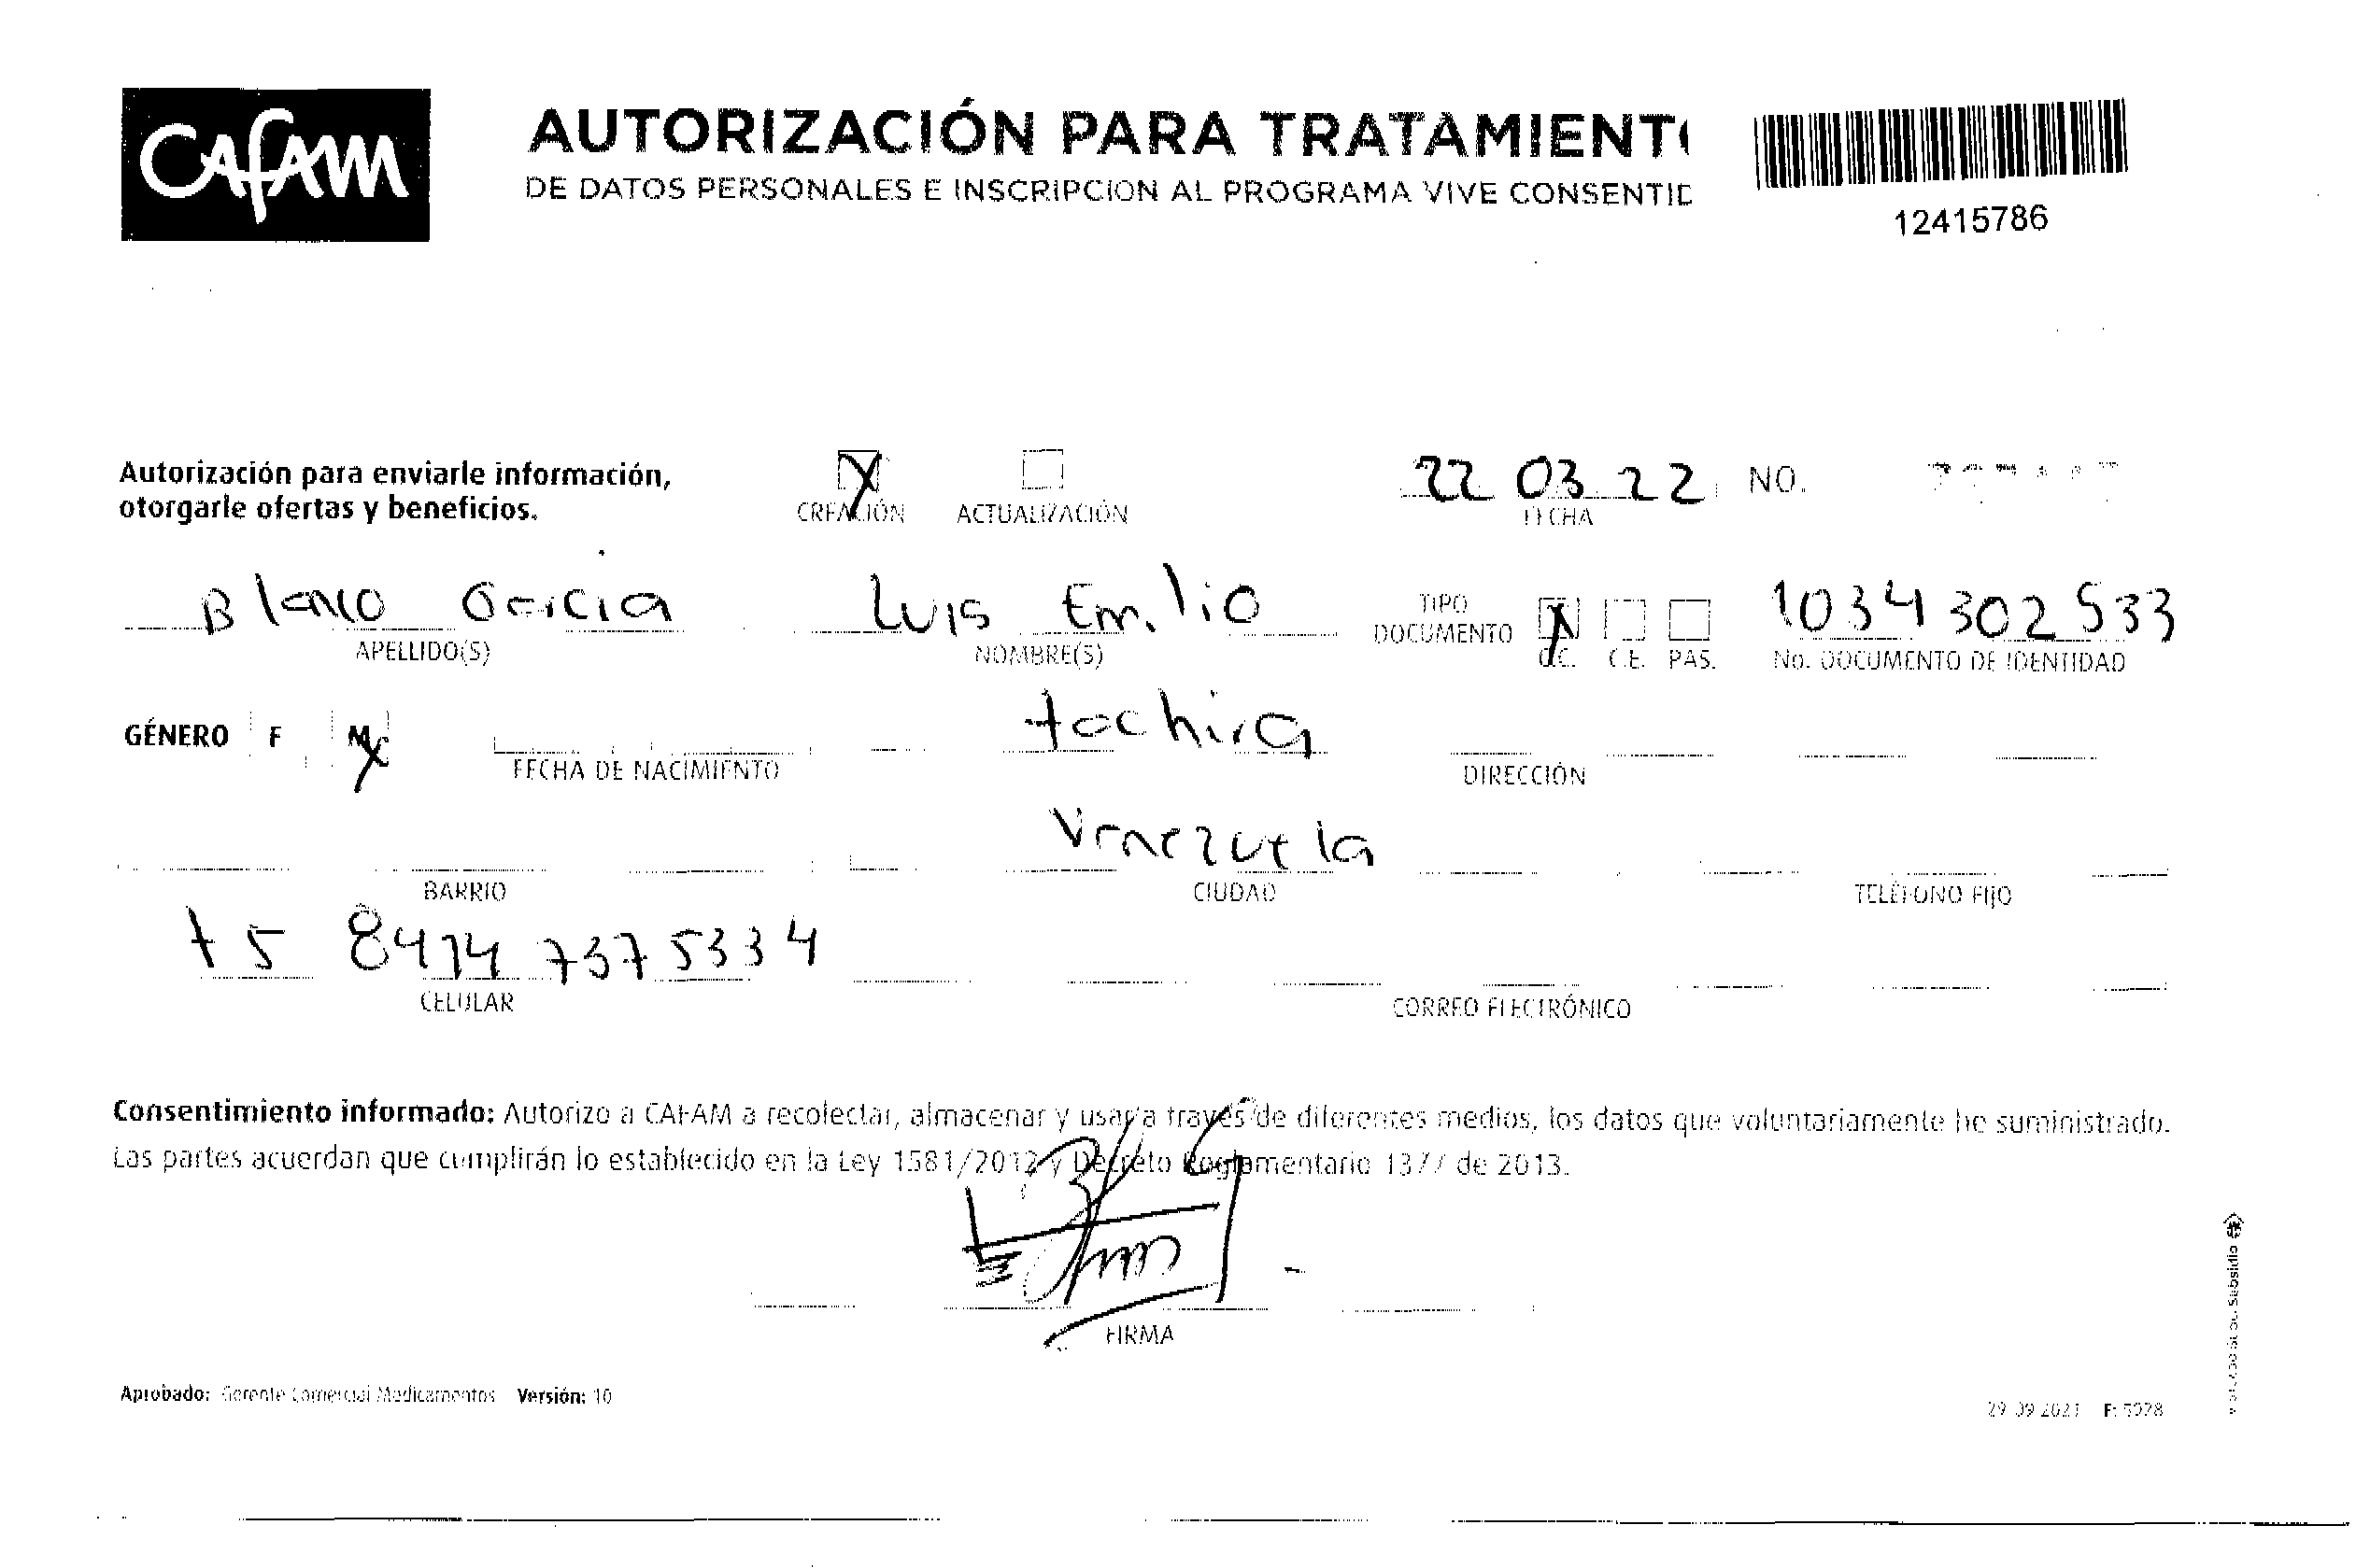 CAFAM
AUTORIZACIÓN PARA TRATAMIENT
DE DATOS PERSONALES E INSCRIPCION AL PROGRAMA VIVE CONSENTID
12415786
Autorización para enviarle información,
otorgarle ofertas y beneficios.
X
CREACIÓN ACTUALIZACIÓN
22 03 22 NO.
FECHA
Blanco Garcia Luis Emilio
TIPO DOCUMENTO X 1034302533
APELLIDO(S) NOMBRE(S) C.C. C.E. PAS. No. DOCUMENTO DE IDENTIDAD
GÉNERO F M X tachira
FECHA DE NACIMIENTO DIRECCIÓN
Venezuela
BARRIO CIUDAD TELÉFONO FIJO
+5 8414 7375334
CELULAR CORREO ELECTRÓNICO
Consentimiento informado: Autorizo a CAFAM a recolectar, almacenar y usar a través de diferentes medios, los datos que voluntariamente he suministrado.
Las partes acuerdan que cumplirán lo establecido en la Ley 1581/2012 y Decreto Reglamentario 1377 de 2013.
FIRMA
Aprobado: Gerente Comercial Medicamentos Versión: 10
29 09 2021 F: 5928
Subsidio